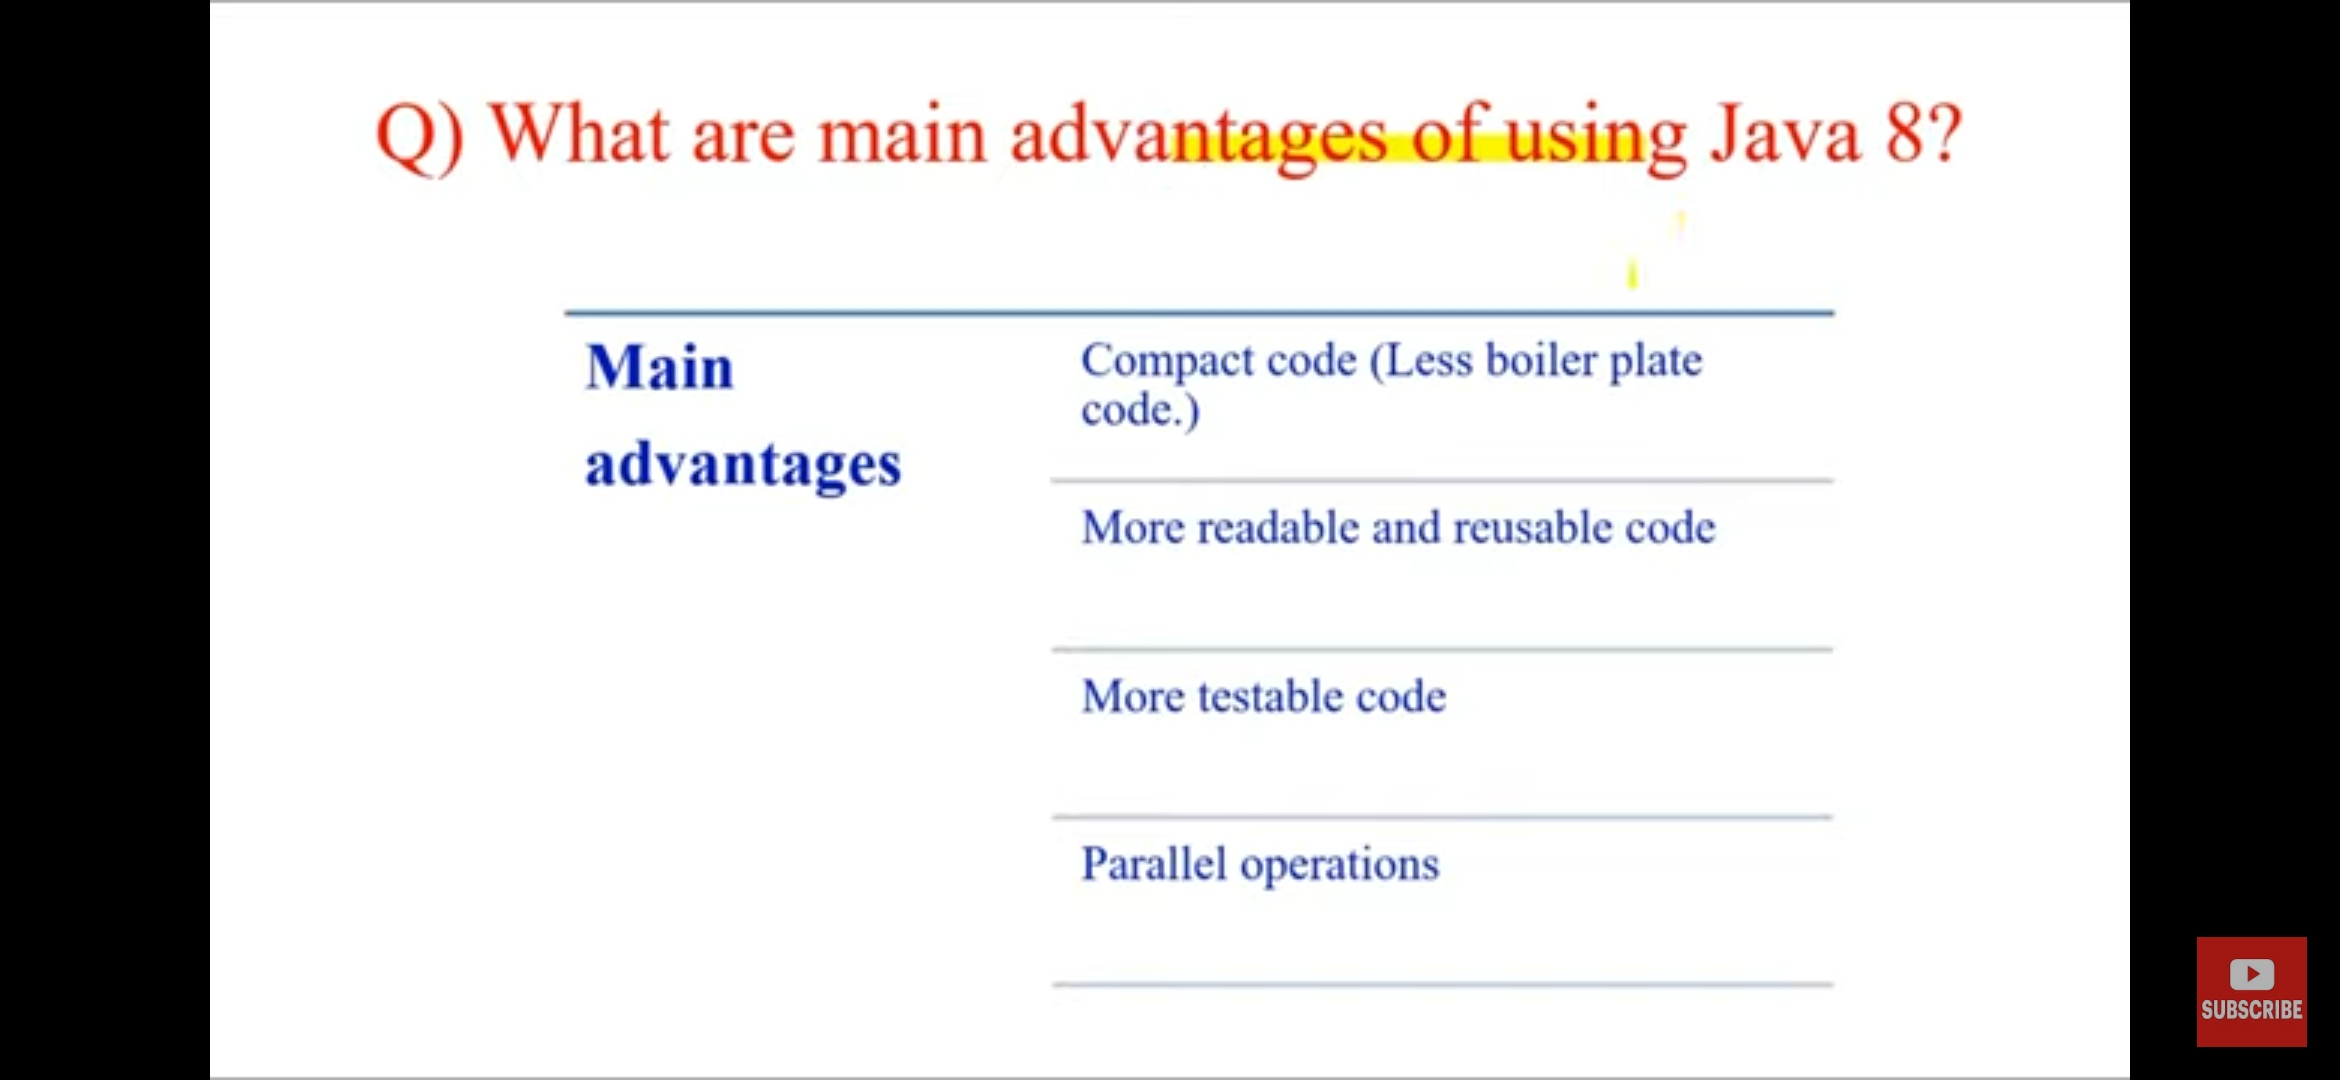 Q) What are main advantages of using Java 8?
Main
advantages
Compact code (Less boiler plate
code.)
More readable and reusable code
More testable code
Parallel operations
SUBSCRIBE